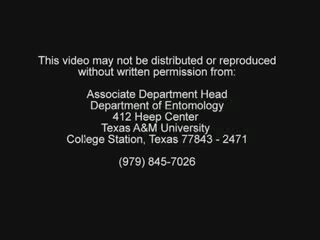 This video may not be distributed or reproduced
without written permission from:
Associate Department Head
Department of Entomology
412 Heep Center
Texas A&M University
College Station, Texas 77843 - 2471
(979) 845-7026